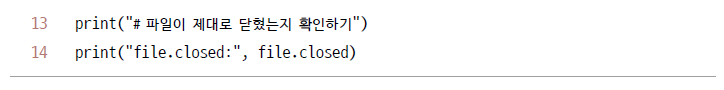 13 print("# 파일이 제대로 닫혔는지 확인하기")
14 print("file.closed:", file.closed)